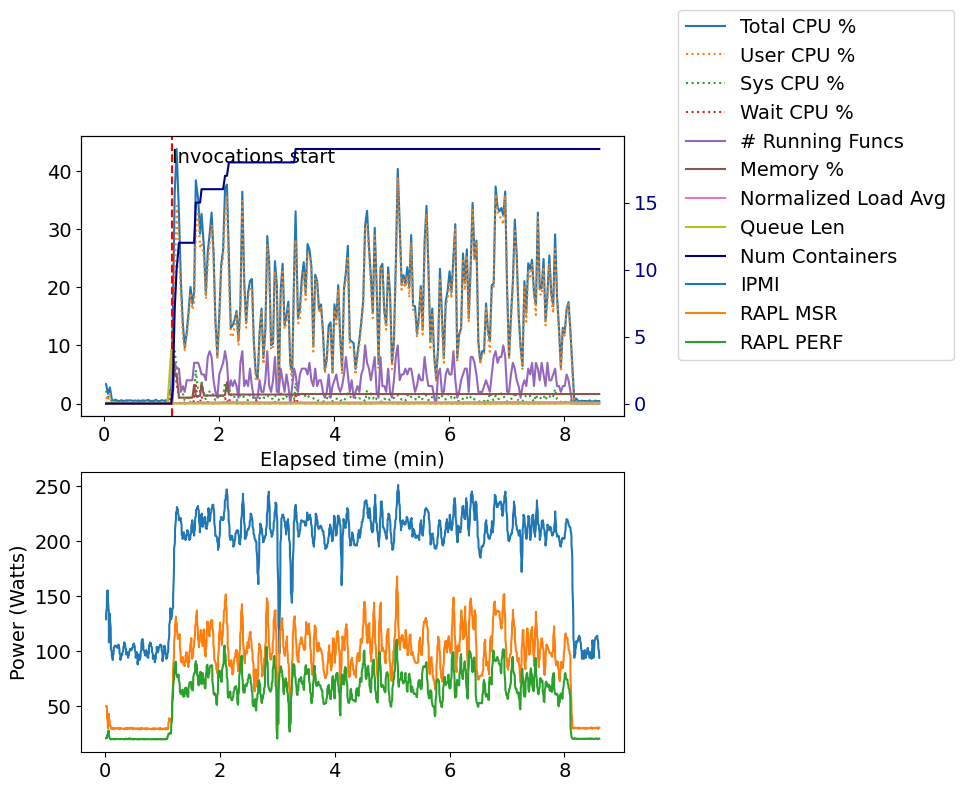 Total CPU %
User CPU %
Sys CPU %
Wait CPU %
# Running Funcs
Memory %
Normalized Load Avg
Queue Len
Num Containers
IPMI
RAPL MSR
RAPL PERF
Invocations start
40
30
20
10
0
15
10
5
0
0 2 4 6 8
Elapsed time (min)
250
200
150
100
50
Power (Watts)
0 2 4 6 8